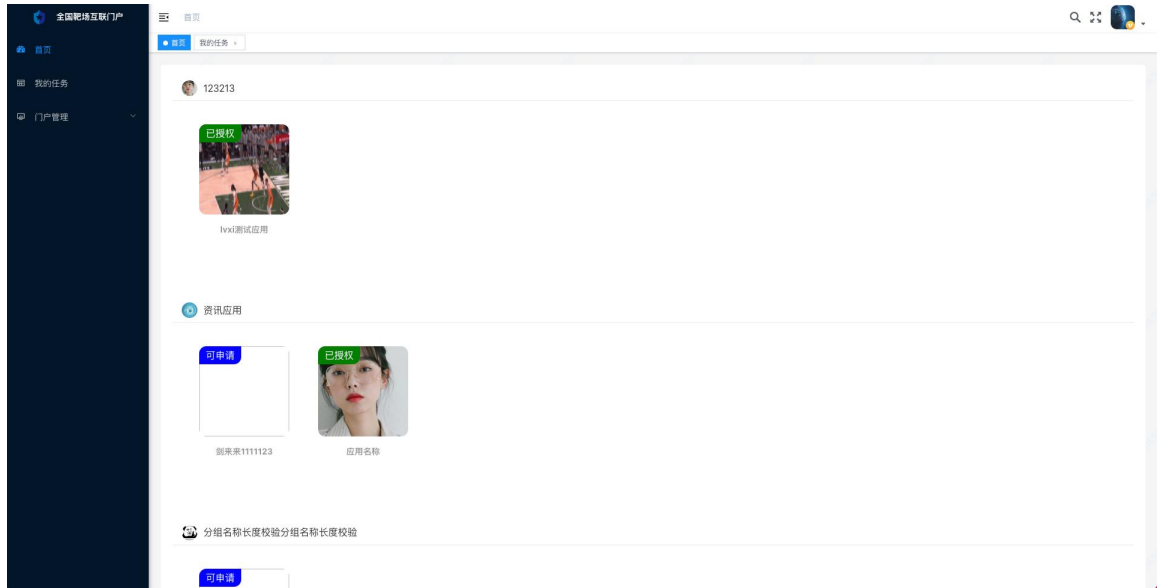 全国靶场互联门户
首页
首页
首页
我的任务 ×
我的任务
门户管理
123213
已授权
lvxi测试应用
资讯应用
可申请
已授权
剑来来1111123
应用名称
分组名称长度校验分组名称长度校验
可申请